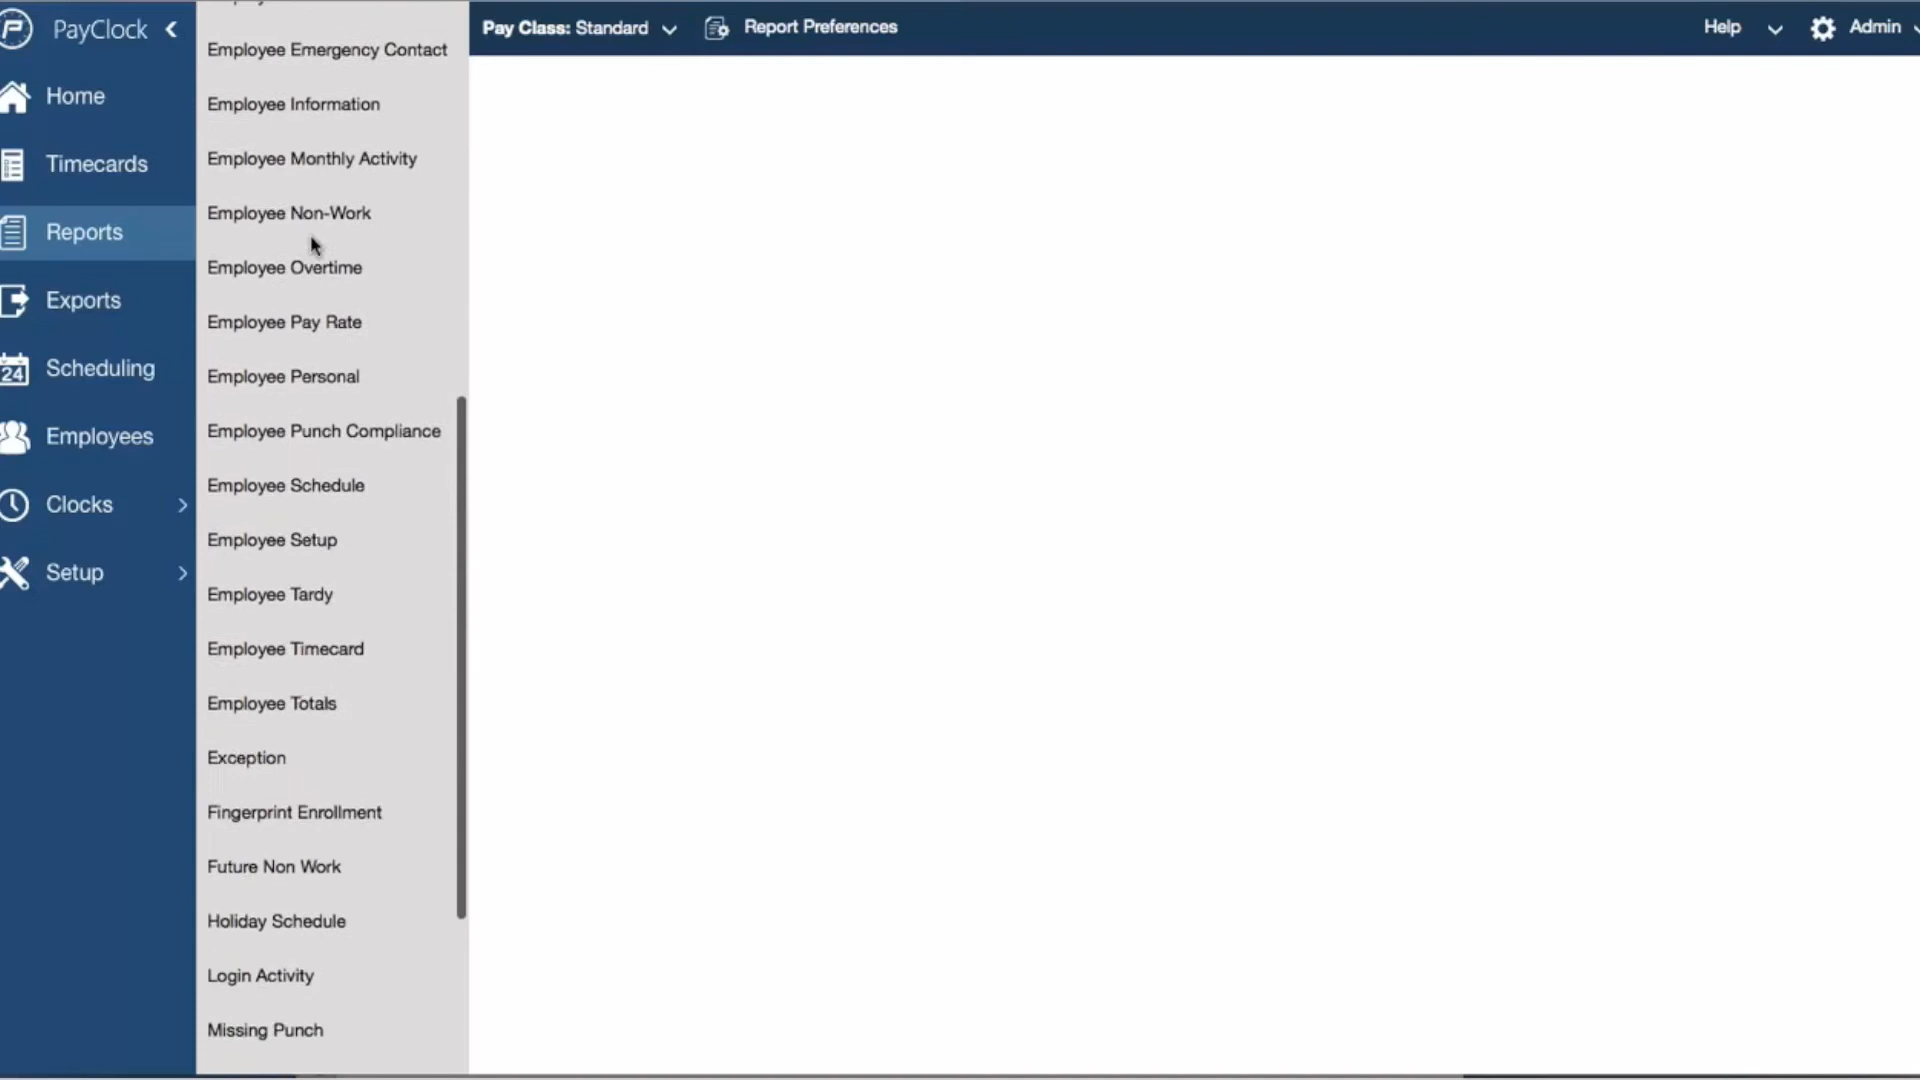 PayClock
Home
Timecards
Reports
Exports
24
Scheduling
Employees
Clocks
Setup
Employee Emergency Contact
Employee Information
Employee Monthly Activity
Employee Non-Work
Employee Overtime
Employee Pay Rate
Employee Personal
Employee Punch Compliance
Employee Schedule
Employee Setup
Employee Tardy
Employee Timecard
Employee Totals
Exception
Fingerprint Enrollment
Future Non Work
Holiday Schedule
Login Activity
Missing Punch
Pay Class: Standard
Report Preferences
Help
Admin